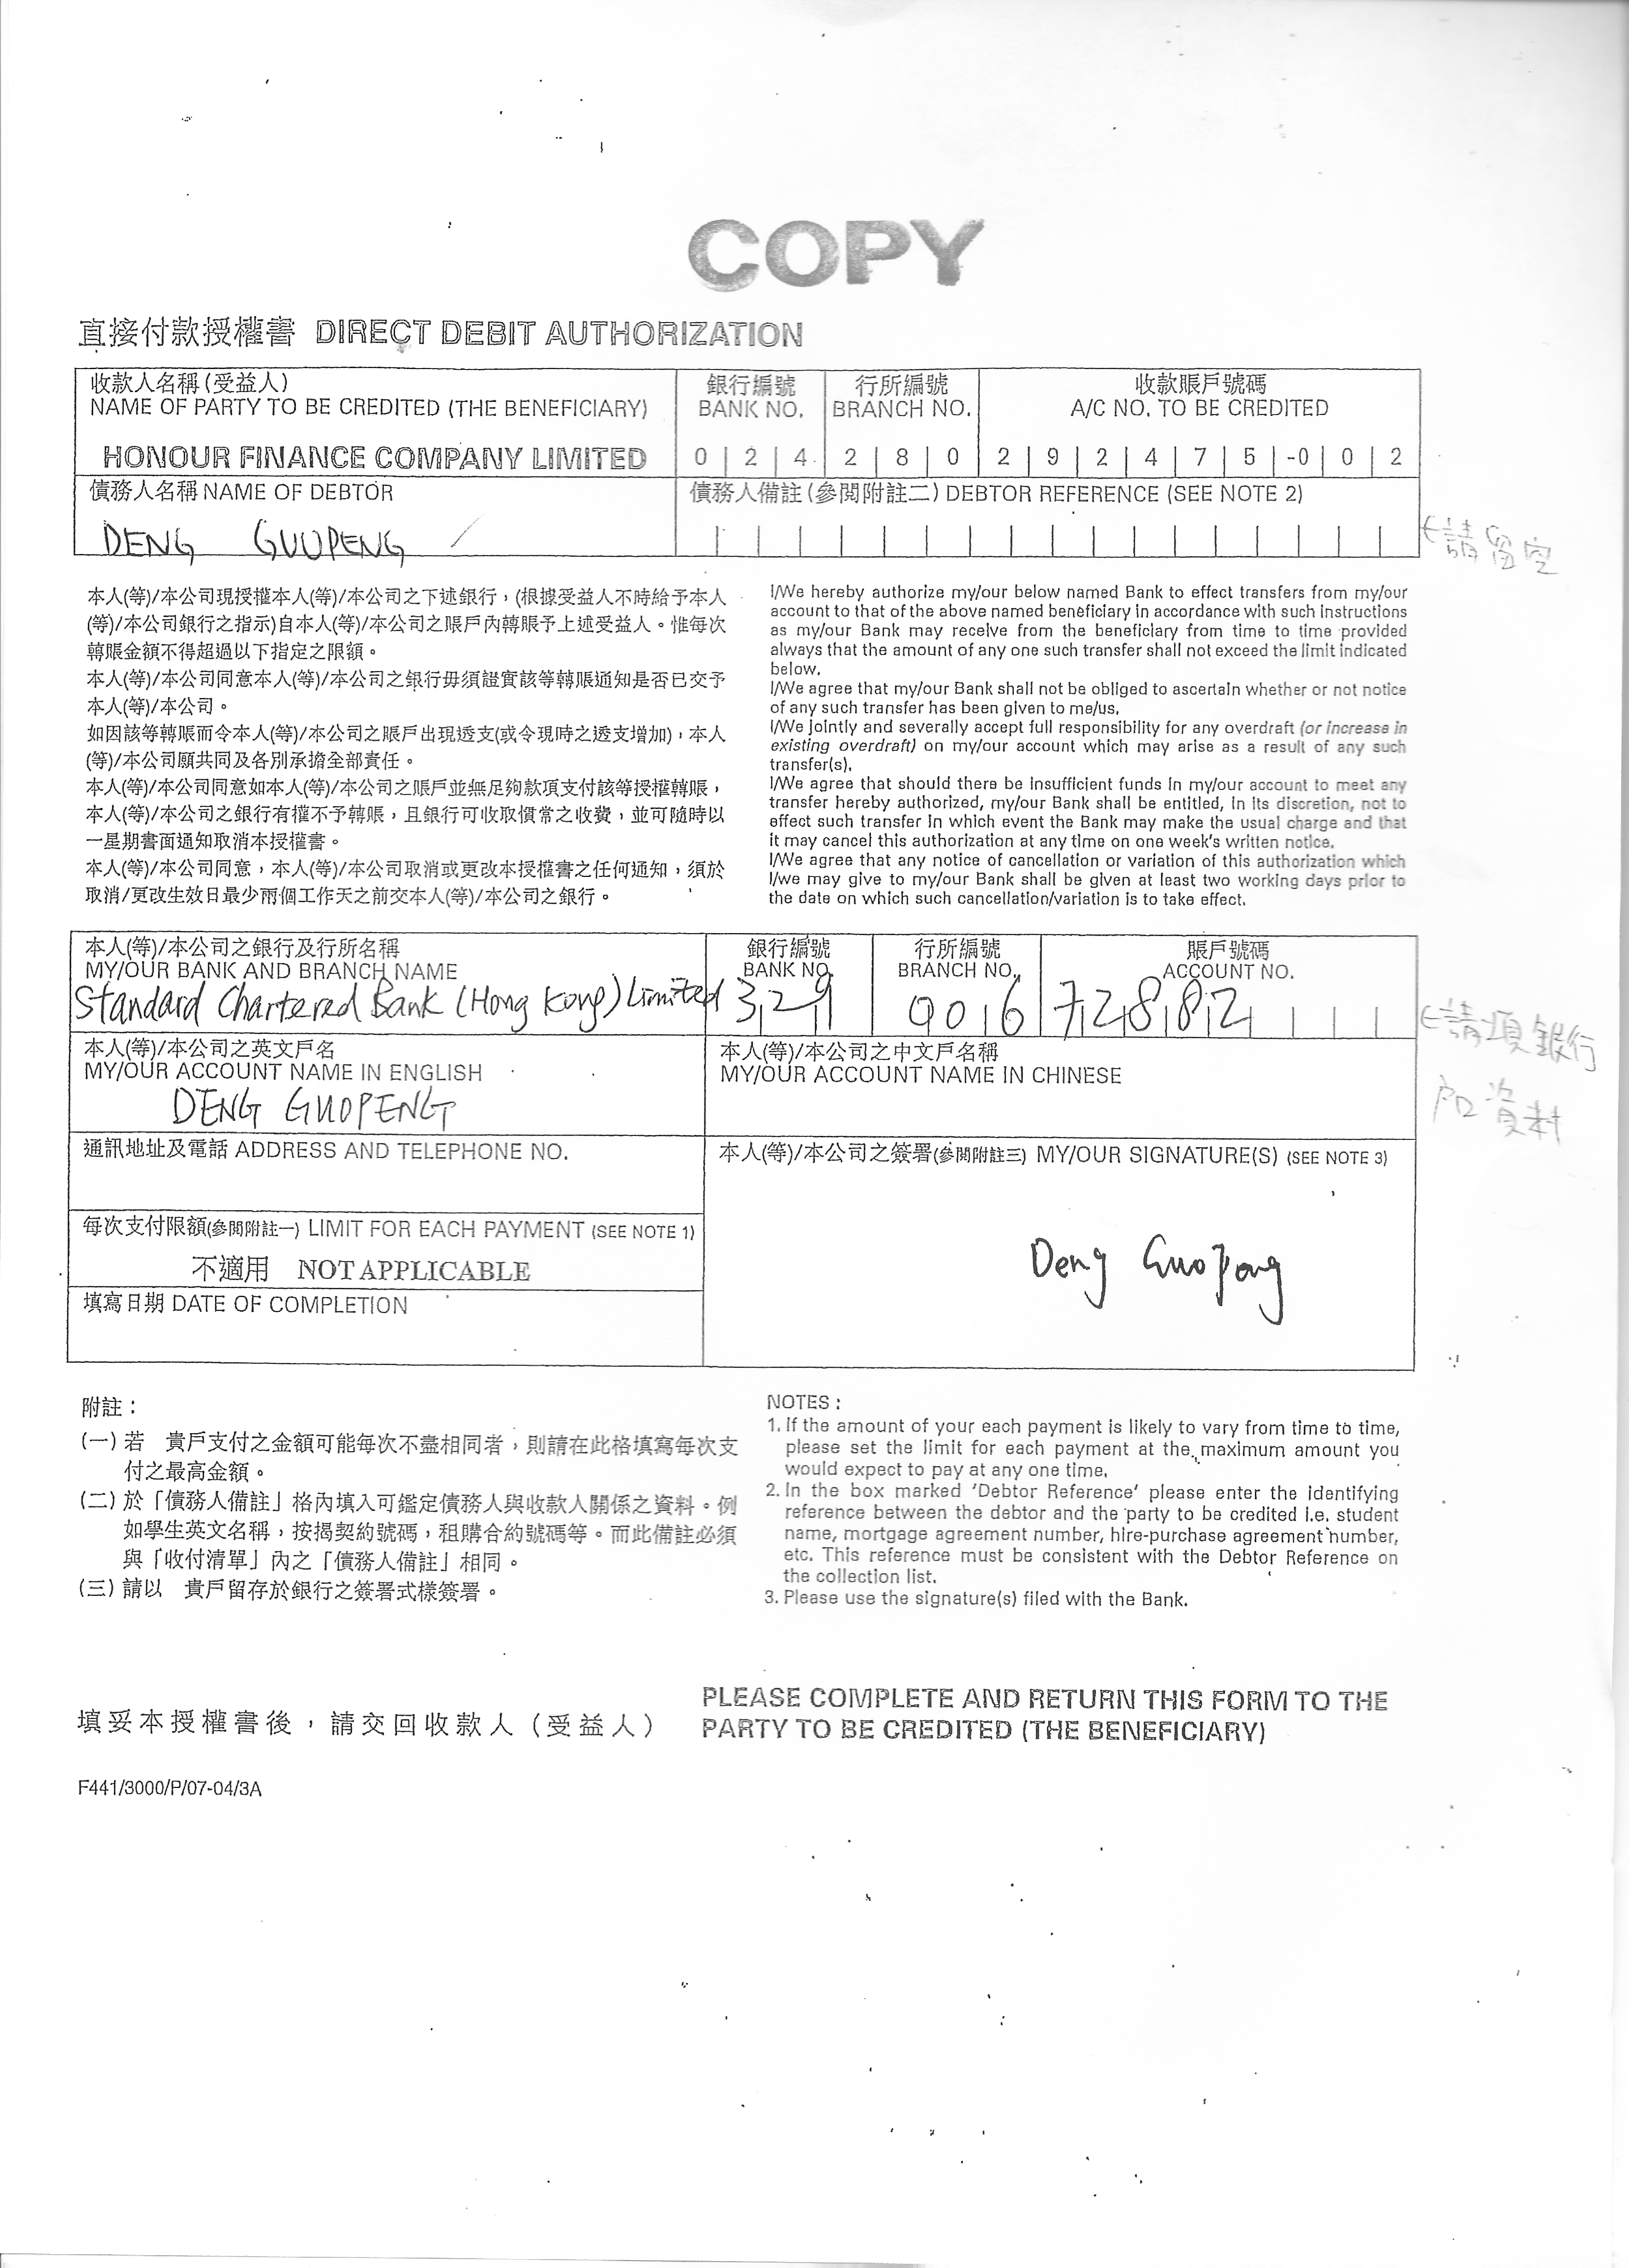 COPY
直接付款授權書 DIRECT DEBIT AUTHORIZATION
收款人名稱(受益人)
NAME OF PARTY TO BE CREDITED (THE BENEFICIARY)
HONOUR FINANCE COMPANY LIMITED
銀行編號
BANK NO.
0 2 4
行所編號
BRANCH NO.
2 8 0
收款賬戶號碼
A/C NO. TO BE CREDITED
2 9 2 4 7 5 -0 0 2
債務人名稱 NAME OF DEBTOR
DENG GUOPENG
債務人備註(參閱附註二) DEBTOR REFERENCE (SEE NOTE 2)
請留空
本人(等)/本公司現授權本人(等)/本公司之下述銀行,(根據受益人不時給予本人
(等)/本公司銀行之指示)自本人(等)/本公司之賬戶內轉賬予上述受益人。惟每次
轉賬金額不得超過以下指定之限額。
本人(等)/本公司同意本人(等)/本公司之銀行毋須證實該等轉賬通知是否已交予
本人(等)/本公司。
如因該等轉賬而令本人(等)/本公司之賬戶出現透支(或令現時之透支增加),本人
(等)/本公司願共同及各別承擔全部責任。
本人(等)/本公司同意如本人(等)/本公司之賬戶並無足夠款項支付該等授權轉賬,
本人(等)/本公司之銀行有權不予轉賬,且銀行可收取慣常之收費,並可隨時以
一星期書面通知取消本授權書。
本人(等)/本公司同意,本人(等)/本公司取消或更改本授權書之任何通知,須於
取消/更改生效日最少兩個工作天之前交本人(等)/本公司之銀行。
I/We hereby authorize my/our below named Bank to effect transfers from my/our
account to that of the above named beneficiary in accordance with such instructions
as my/our Bank may receive from the beneficiary from time to time provided
always that the amount of any one such transfer shall not exceed the limit indicated
below.
I/We agree that my/our Bank shall not be obliged to ascertain whether or not notice
of any such transfer has been given to me/us.
I/We jointly and severally accept full responsibility for any overdraft (or increase in
existing overdraft) on my/our account which may arise as a result of any such
transfer(s).
I/We agree that should there be insufficient funds in my/our account to meet any
transfer hereby authorized, my/our Bank shall be entitled, in its discretion, not to
effect such transfer in which event the Bank may make the usual charge and that
it may cancel this authorization at any time on one week's written notice.
I/We agree that any notice of cancellation or variation of this authorization which
I/we may give to my/our Bank shall be given at least two working days prior to
the date on which such cancellation/variation is to take effect.
本人(等)/本公司之銀行及行所名稱
MY/OUR BANK AND BRANCH NAME
Standard Chartered Bank (Hong Kong) Limited
銀行編號
BANK NO.
3 2 9
行所編號
BRANCH NO.
9 0 6
賬戶號碼
ACCOUNT NO.
7 2 8 8 2
請填銀行
戶口資料
本人(等)/本公司之英文戶名
MY/OUR ACCOUNT NAME IN ENGLISH
DENG GUOPENG
本人(等)/本公司之中文戶名稱
MY/OUR ACCOUNT NAME IN CHINESE
通訊地址及電話 ADDRESS AND TELEPHONE NO.
本人(等)/本公司之簽署(參閱附註三) MY/OUR SIGNATURE(S) (SEE NOTE 3)
Deng Guopeng
每次支付限額(參閱附註一) LIMIT FOR EACH PAYMENT (SEE NOTE 1)
不適用 NOT APPLICABLE
填寫日期 DATE OF COMPLETION
附註:
(一) 若 貴戶支付之金額可能每次不盡相同者,則請在此格填寫每次支
付之最高金額。
(二) 於「債務人備註」格內填入可鑑定債務人與收款人關係之資料。例
如學生英文名稱,按揭契約號碼,租購合約號碼等。而此備註必須
與「收付清單」內之「債務人備註」相同。
(三) 請以 貴戶留存於銀行之簽署式樣簽署。
NOTES :
1. If the amount of your each payment is likely to vary from time to time,
please set the limit for each payment at the maximum amount you
would expect to pay at any one time.
2. In the box marked 'Debtor Reference' please enter the identifying
reference between the debtor and the party to be credited i.e. student
name, mortgage agreement number, hire-purchase agreement number,
etc. This reference must be consistent with the Debtor Reference on
the collection list.
3. Please use the signature(s) filed with the Bank.
填妥本授權書後,請交回收款人(受益人)
PLEASE COMPLETE AND RETURN THIS FORM TO THE
PARTY TO BE CREDITED (THE BENEFICIARY)
F441/3000/P/07-04/3A